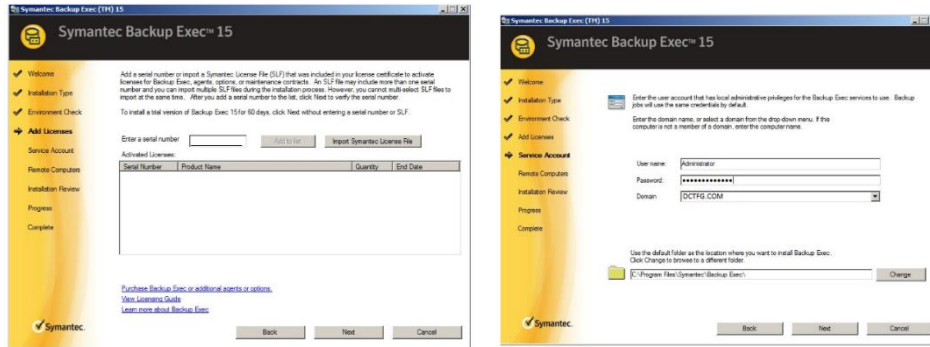 Symantec Backup Exec (TM) 15
Symantec Backup Exec™ 15
Welcome
Installation Type
Environment Check
Add Licenses
Service Account
Remote Computers
Installation Review
Progress
Complete
Add a serial number or import a Symantec License File (SLF) that was included in your license certificate to activate
licenses for Backup Exec, agents, options, or maintenance contracts. An SLF file may include more than one serial
number and you can import multiple SLF files during the installation process. However, you cannot multi-select SLF files to
import at the same time. After you add a serial number to the list, click Next to verify the serial number.
To install a trial version of Backup Exec 15 for 60 days, click Next without entering a serial number or SLF.
Enter a serial number
Add to list
Import Symantec License File
Activated Licenses:
Serial Number Product Name Quantity End Date
Purchase Backup Exec or additional agents or options.
View Licensing Guide
Learn more about Backup Exec
Symantec.
Back Next Cancel
Symantec Backup Exec (TM) 15
Symantec Backup Exec™ 15
Welcome
Installation Type
Environment Check
Add Licenses
Service Account
Remote Computers
Installation Review
Progress
Complete
Enter the user account that has local administrative privileges for the Backup Exec services to use. Backup
jobs will use the same credentials by default.
Enter the domain name, or select a domain from the drop down menu. If this
computer is not a member of a domain, enter the computer name.
User name: Administrator
Password:
Domain DCTFG.COM
Use the default folder as the location where you want to install Backup Exec.
Click Change to browse to a different folder.
C:\Program Files\Symantec\Backup Exec\
Change
Symantec.
Back Next Cancel